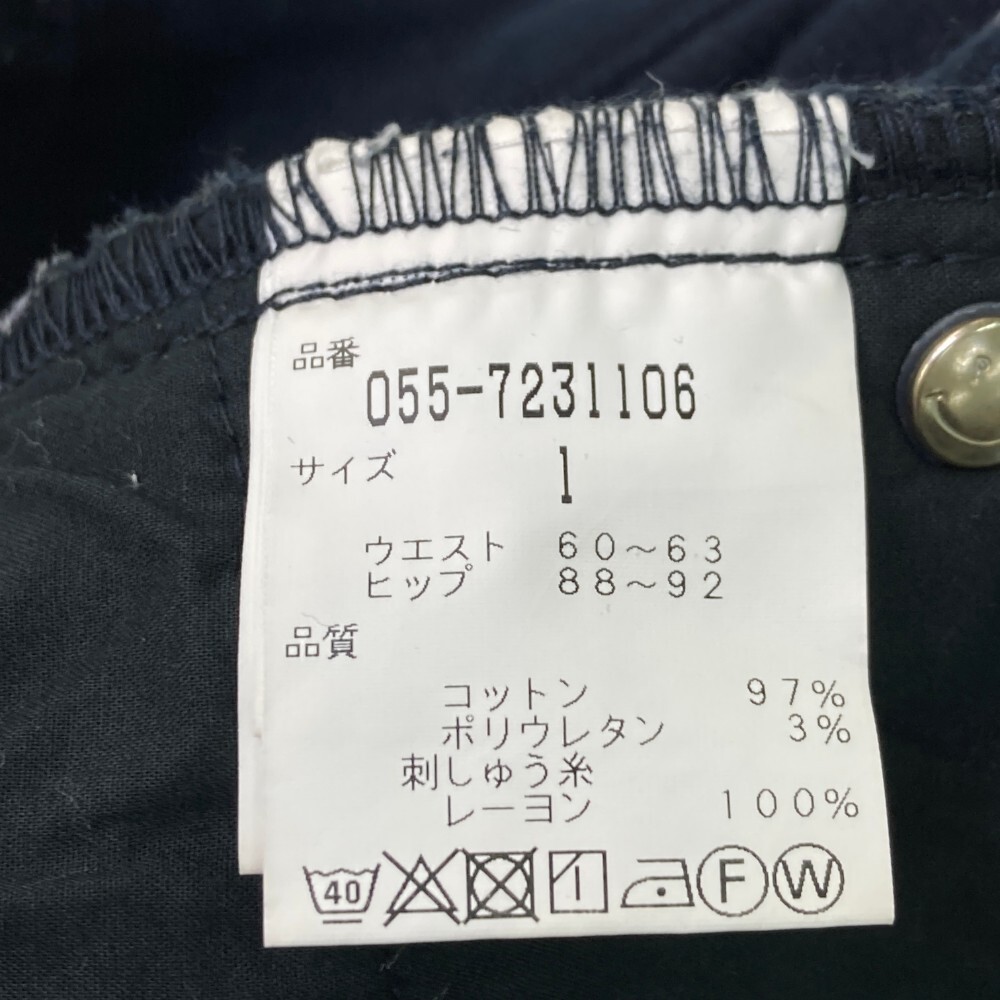 品番
055-7231106
サイズ 1
ウエスト 60～63
ヒップ 88～92
品質
コットン 97%
ポリウレタン 3%
刺しゅう糸
レーヨン 100%
40 F W